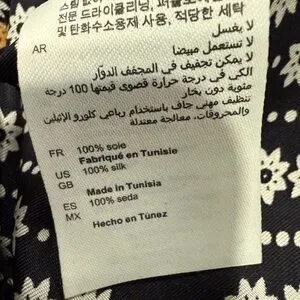 전문 드라이클리닝, 퍼클로로에
및 탄화수소용제 사용, 적당한 세탁
AR
لا يغسل
لا تستعمل مبيضا
لا يمكن تجفيف في المجفف الدوّار
الكي في درجة حرارة قصوى قيمتها 100 درجة
مئوية دون بخار
تنظيف مهني جاف باستخدام رباعي كلورو الإثيلين
والمحروقات، معالجة معتدلة
FR 100% soie
Fabriqué en Tunisie
US 100% silk
GB
Made in Tunisia
ES 100% seda
MX
Hecho en Túnez